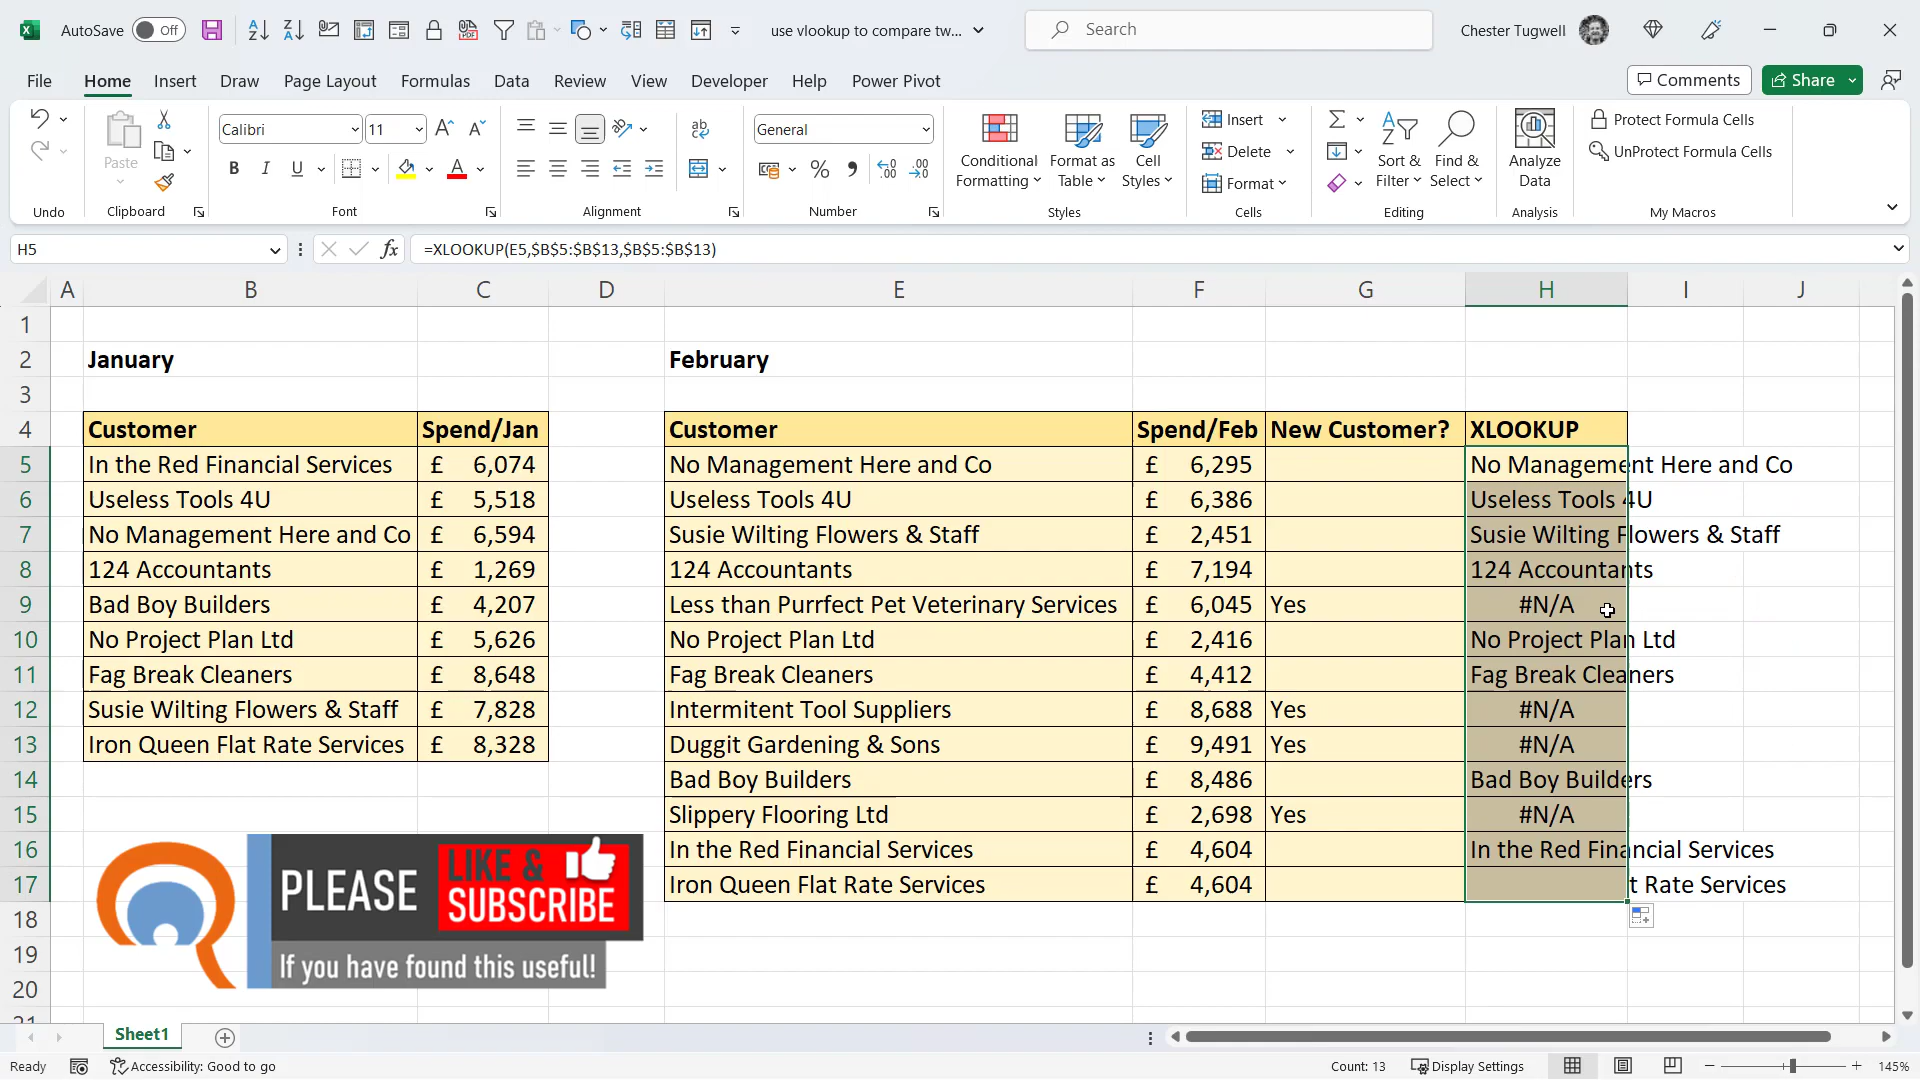 AutoSave Off use vlookup to compare tw... Search Chester Tugwell
File Home Insert Draw Page Layout Formulas Data Review View Developer Help Power Pivot Comments Share
Calibri 11 General Insert Protect Formula Cells
Paste Conditional Formatting Format as Table Cell Styles Delete Sort & Filter Find & Select Analyze Data UnProtect Formula Cells
B I U Format
Undo Clipboard Font Alignment Number Styles Cells Editing Analysis My Macros
H5 fx =XLOOKUP(E5,$B$5:$B$13,$B$5:$B$13)
A B C D E F G H I J
1
2 January February
3
4 Customer Spend/Jan Customer Spend/Feb New Customer? XLOOKUP
5 In the Red Financial Services £ 6,074 No Management Here and Co £ 6,295 No Management Here and Co
6 Useless Tools 4U £ 5,518 Useless Tools 4U £ 6,386 Useless Tools 4U
7 No Management Here and Co £ 6,594 Susie Wilting Flowers & Staff £ 2,451 Susie Wilting Flowers & Staff
8 124 Accountants £ 1,269 124 Accountants £ 7,194 124 Accountants
9 Bad Boy Builders £ 4,207 Less than Purrfect Pet Veterinary Services £ 6,045 Yes #N/A
10 No Project Plan Ltd £ 5,626 No Project Plan Ltd £ 2,416 No Project Plan Ltd
11 Fag Break Cleaners £ 8,648 Fag Break Cleaners £ 4,412 Fag Break Cleaners
12 Susie Wilting Flowers & Staff £ 7,828 Intermitent Tool Suppliers £ 8,688 Yes #N/A
13 Iron Queen Flat Rate Services £ 8,328 Duggit Gardening & Sons £ 9,491 Yes #N/A
14 Bad Boy Builders £ 8,486 Bad Boy Builders
15 Slippery Flooring Ltd £ 2,698 Yes #N/A
16 In the Red Financial Services £ 4,604 In the Red Financial Services
17 Iron Queen Flat Rate Services £ 4,604 t Rate Services
18
19
20
21
PLEASE LIKE & SUBSCRIBE
If you have found this useful!
Sheet1
Ready Accessibility: Good to go Count: 13 Display Settings 145%